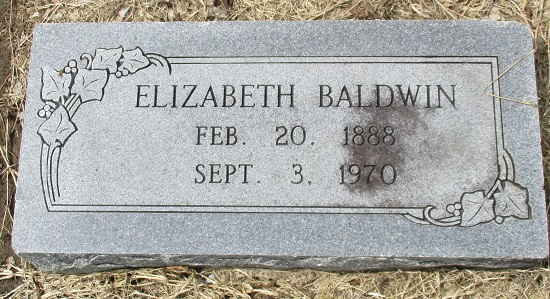 ELIZABETH BALDWIN
FEB. 20. 1888
SEPT. 3, 1970